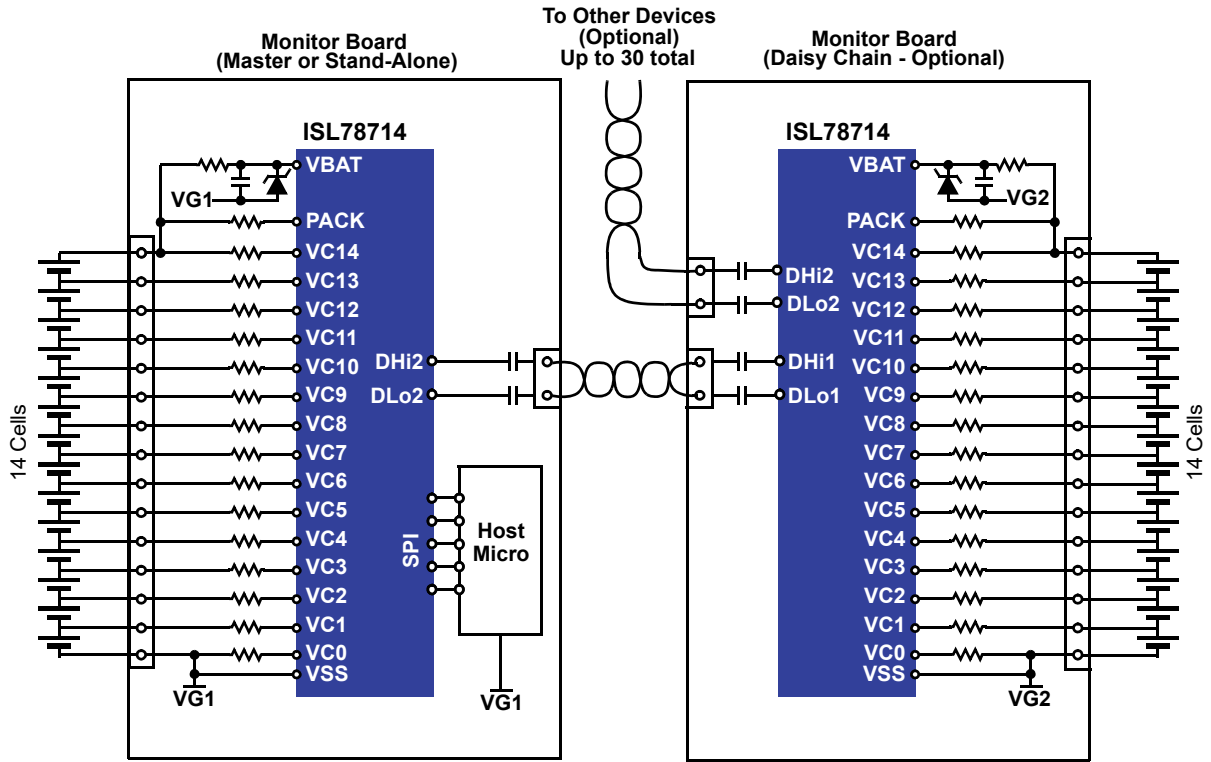 To Other Devices
(Optional)
Up to 30 total
Monitor Board
(Master or Stand-Alone)
ISL78714
VBAT
VG1
PACK
VC14
VC13
VC12
VC11
VC10
VC9
VC8
VC7
VC6
VC5
VC4
VC3
VC2
VC1
VC0
VSS
VG1
14 Cells
DHi2
DLo2
SPI
Host
Micro
VG1
Monitor Board
(Daisy Chain - Optional)
ISL78714
DHi2
DLo2
DHi1
DLo1
VBAT
VG2
PACK
VC14
VC13
VC12
VC11
VC10
VC9
VC8
VC7
VC6
VC5
VC4
VC3
VC2
VC1
VC0
VSS
VG2
14 Cells